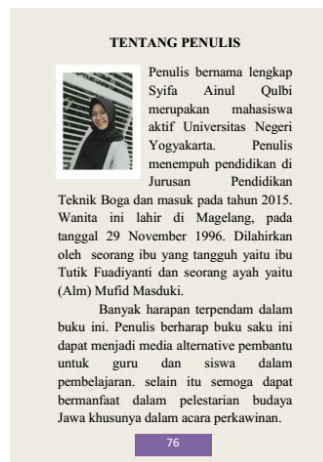 TENTANG PENULIS
Penulis bernama lengkap
Syifa Ainul Qulbi
merupakan mahasiswa
aktif Universitas Negeri
Yogyakarta. Penulis
menempuh pendidikan di
Jurusan Pendidikan
Teknik Boga dan masuk pada tahun 2015.
Wanita ini lahir di Magelang, pada
tanggal 29 November 1996. Dilahirkan
oleh seorang ibu yang tangguh yaitu ibu
Tutik Fuadiyanti dan seorang ayah yaitu
(Alm) Mufid Masduki.
Banyak harapan terpendam dalam
buku ini. Penulis berharap buku saku ini
dapat menjadi media alternative pembantu
untuk guru dan siswa dalam
pembelajaran. selain itu semoga dapat
bermanfaat dalam pelestarian budaya
Jawa khusunya dalam acara perkawinan.
76